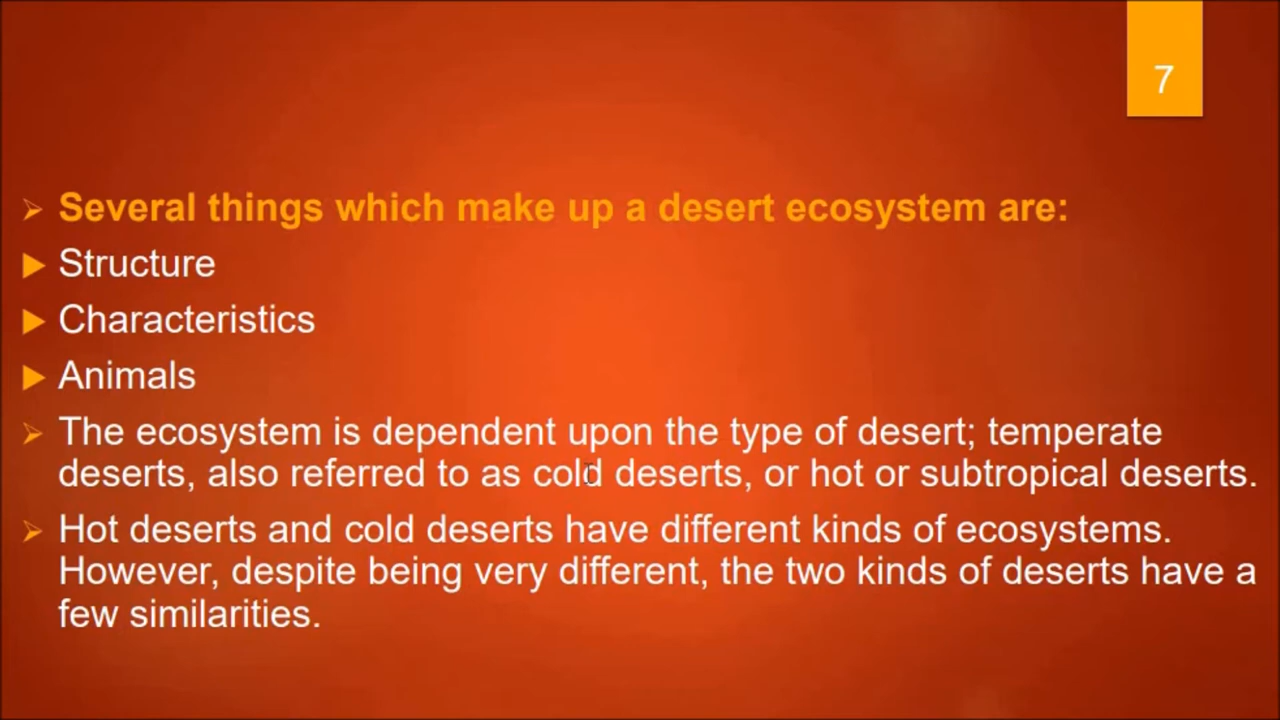 7
Several things which make up a desert ecosystem are:
Structure
Characteristics
Animals
The ecosystem is dependent upon the type of desert; temperate
deserts, also referred to as cold deserts, or hot or subtropical deserts.
Hot deserts and cold deserts have different kinds of ecosystems.
However, despite being very different, the two kinds of deserts have a
few similarities.